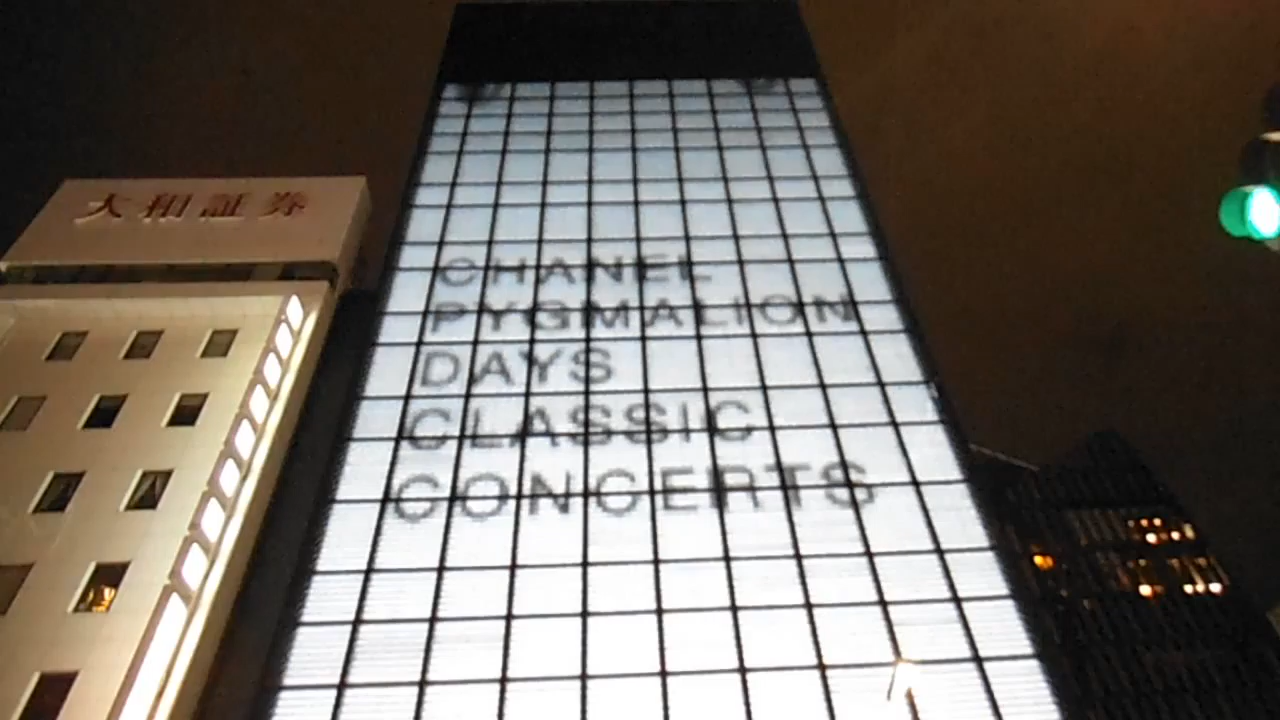 大和証券
CHANEL
PYGMALION
DAYS
CLASSIC
CONCERTS